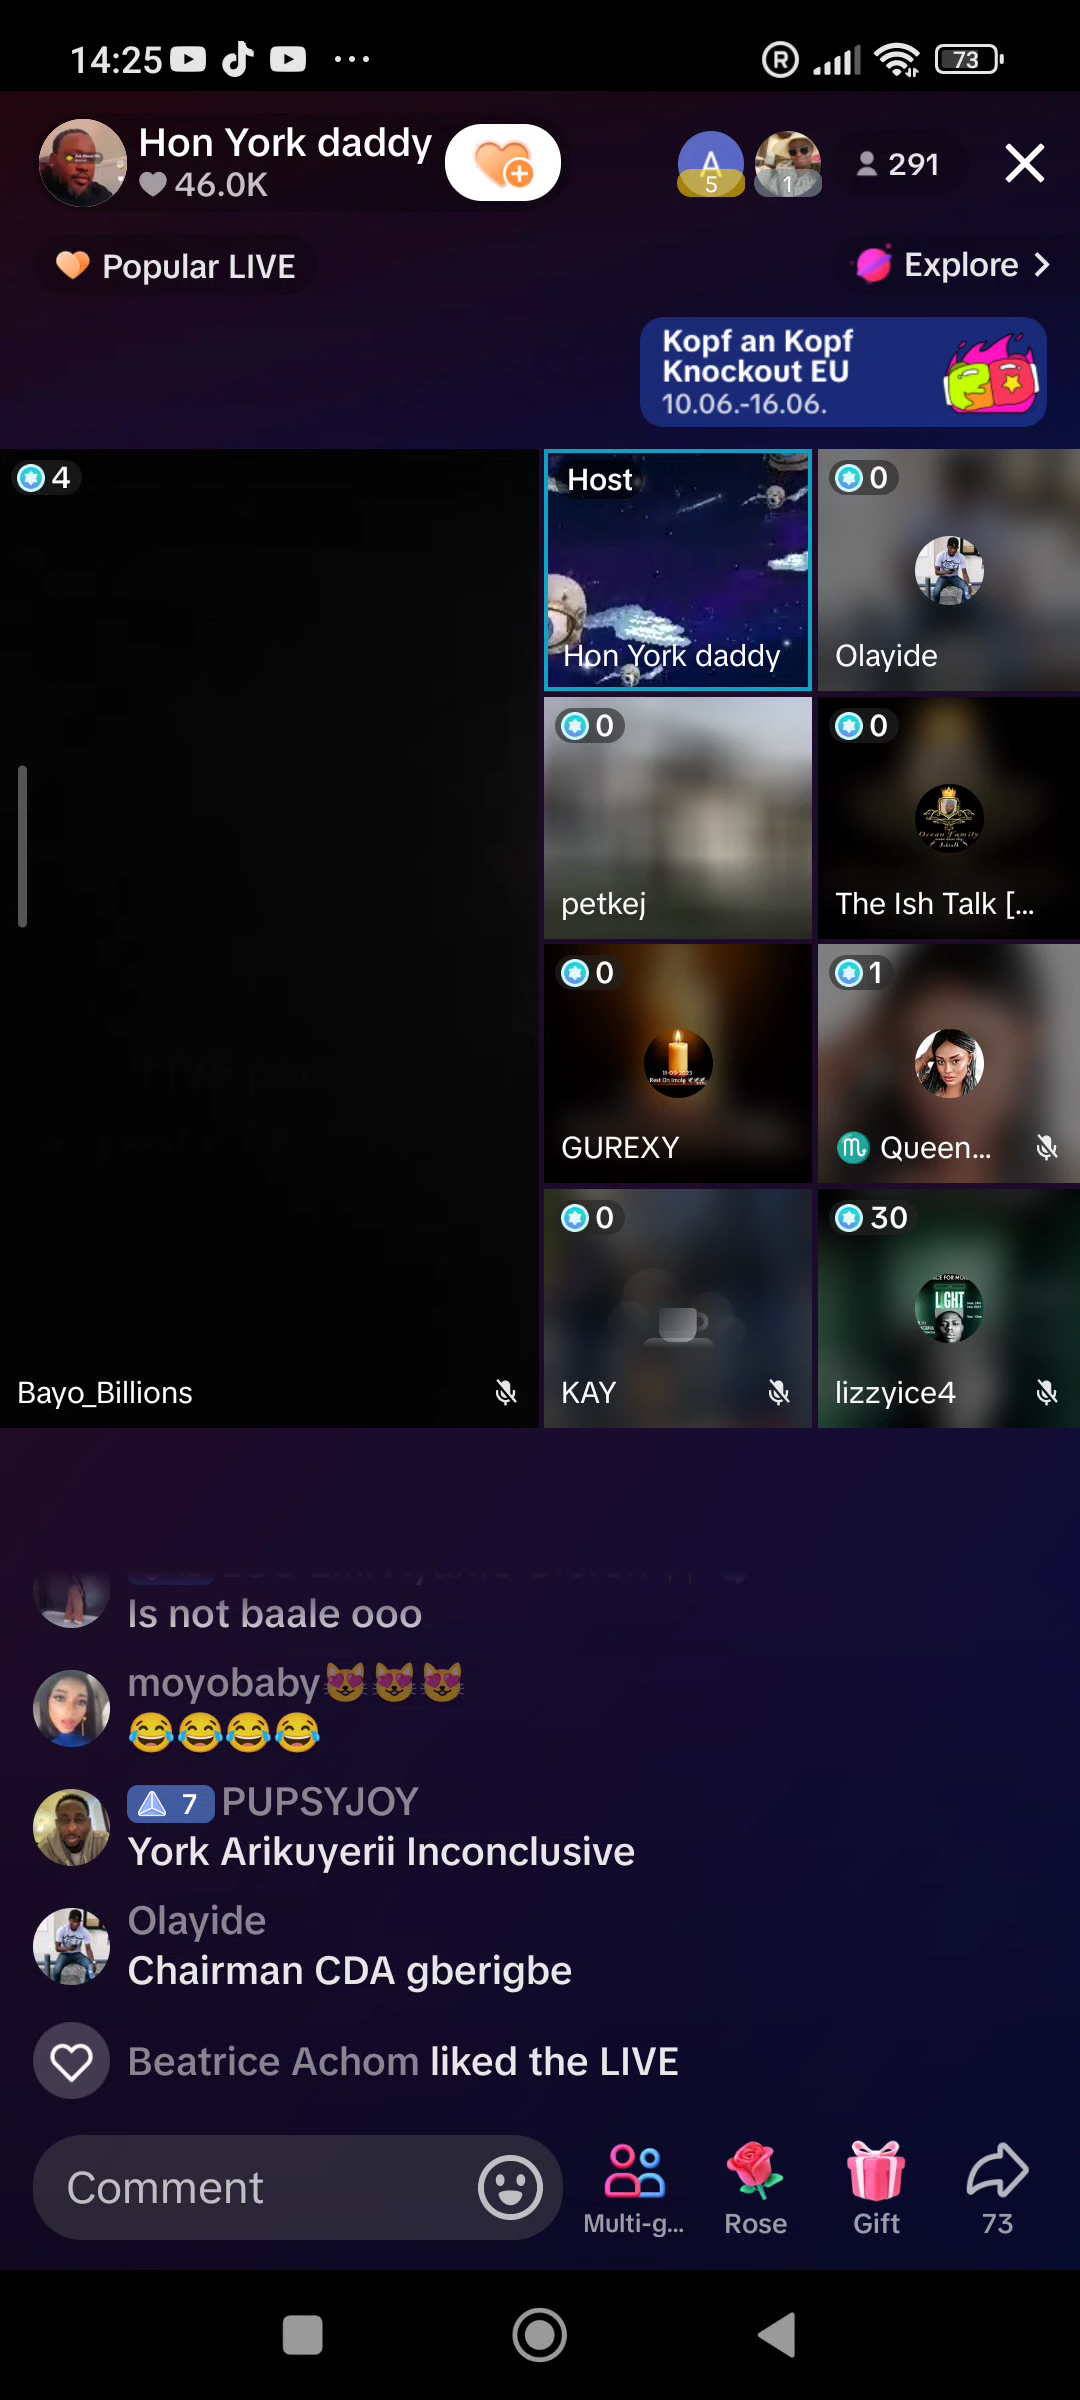 14:25
73
Hon York daddy
46.0K
A
5
1
291
Popular LIVE
Explore
Kopf an Kopf
Knockout EU
10.06.-16.06.
4
Host
Hon York daddy
0
Olayide
0
petkej
0
The Ish Talk [...
0
GUREXY
1
Queen...
Bayo_Billions
0
KAY
30
LIGHT
lizzyice4
Is not baale ooo
moyobaby😻😻😻
😂😂😂😂
7 PUPSYJOY
York Arikuyerii Inconclusive
Olayide
Chairman CDA gberigbe
Beatrice Achom liked the LIVE
Comment
Multi-g...
Rose
Gift
73